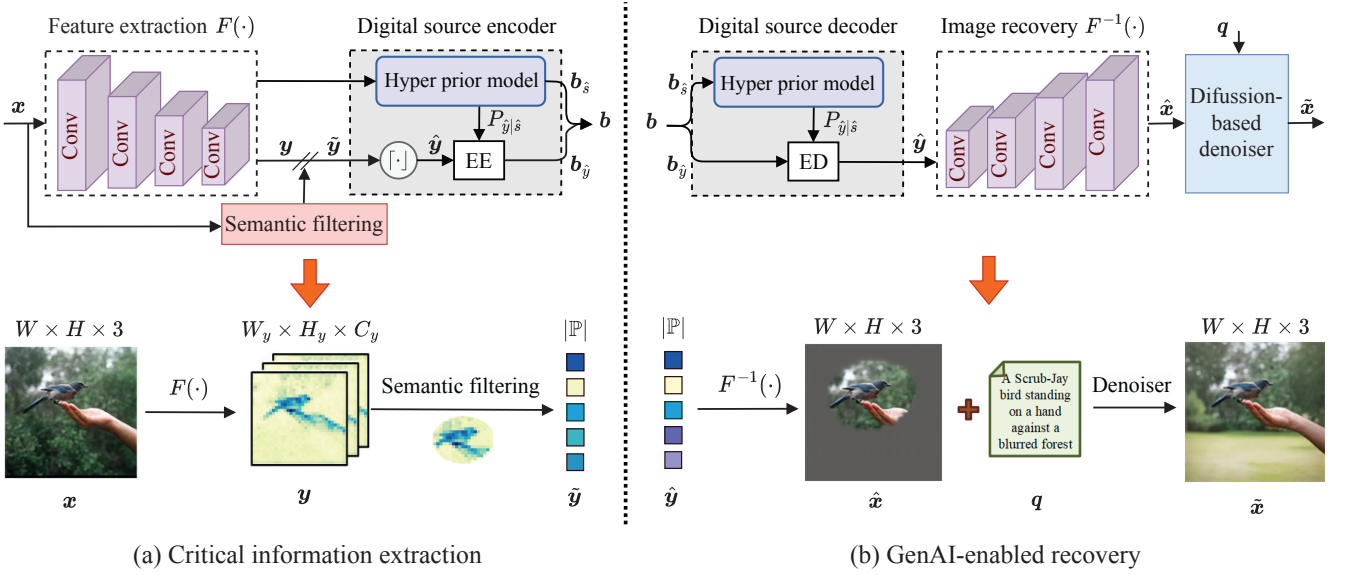 Feature extraction F(·)
Digital source encoder
Digital source decoder
Image recovery F⁻¹(·)
q
x
Conv
Conv
Conv
Conv
Hyper prior model
b_ŝ
P_{ŷ|ŝ}
b
y
ỹ
⌈·⌋
ŷ
EE
b_ŷ
Semantic filtering
b
b_ŝ
Hyper prior model
P_{ŷ|ŝ}
b_ŷ
ED
ŷ
Conv
Conv
Conv
Conv
x̂
Difussion-
based
denoiser
x̃
W × H × 3
W_y × H_y × C_y
|ℙ|
F(·)
Semantic filtering
x
y
ỹ
|ℙ|
W × H × 3
W × H × 3
F⁻¹(·)
A Scrub-Jay
bird standing
on a hand
against a
blurred forest
Denoiser
ŷ
x̂
q
x̃
(a) Critical information extraction
(b) GenAI-enabled recovery